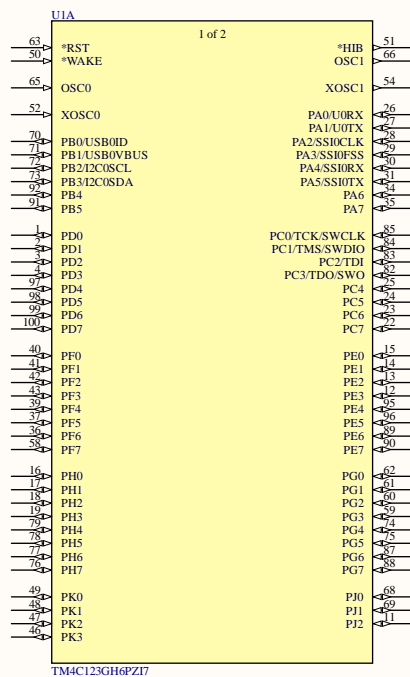 U1A
1 of 2
63 *RST *HIB 51
50 *WAKE OSC1 66
65 OSC0 XOSC1 54
52 XOSC0 PA0/U0RX 26
PA1/U0TX 27
70 PB0/USB0ID PA2/SSI0CLK 28
71 PB1/USB0VBUS PA3/SSI0FSS 29
72 PB2/I2C0SCL PA4/SSI0RX 30
73 PB3/I2C0SDA PA5/SSI0TX 31
92 PB4 PA6 34
91 PB5 PA7 35
1 PD0 PC0/TCK/SWCLK 85
2 PD1 PC1/TMS/SWDIO 84
3 PD2 PC2/TDI 83
4 PD3 PC3/TDO/SWO 82
97 PD4 PC4 25
98 PD5 PC5 24
99 PD6 PC6 23
100 PD7 PC7 22
40 PF0 PE0 15
41 PF1 PE1 14
42 PF2 PE2 13
43 PF3 PE3 12
39 PF4 PE4 95
37 PF5 PE5 96
36 PF6 PE6 89
58 PF7 PE7 90
16 PH0 PG0 62
17 PH1 PG1 61
18 PH2 PG2 60
19 PH3 PG3 59
79 PH4 PG4 74
78 PH5 PG5 75
77 PH6 PG6 87
76 PH7 PG7 88
49 PK0 PJ0 68
48 PK1 PJ1 69
47 PK2 PJ2 11
46 PK3
TM4C123GH6PZI7